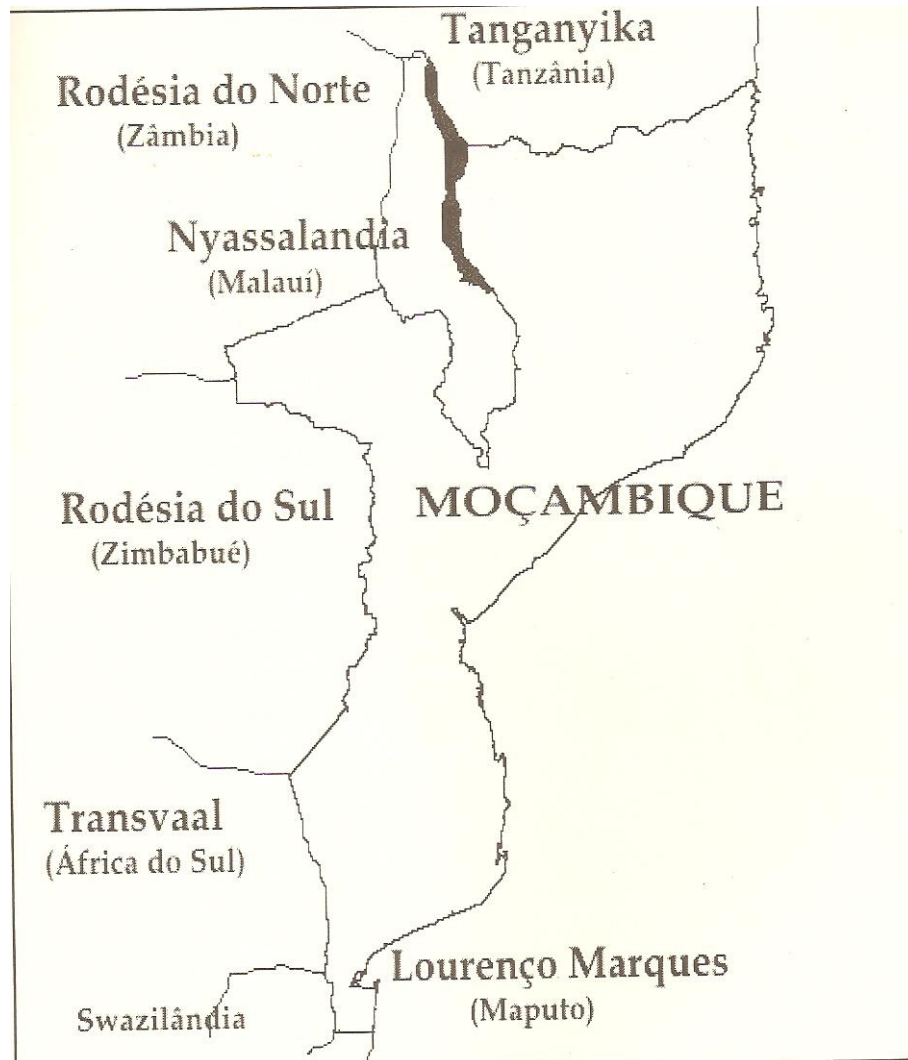 Tanganyika
(Tanzânia)
Rodésia do Norte
(Zâmbia)
Nyassalandia
(Malauí)
MOÇAMBIQUE
Rodésia do Sul
(Zimbabué)
Transvaal
(África do Sul)
Lourenço Marques
(Maputo)
Swazilândia